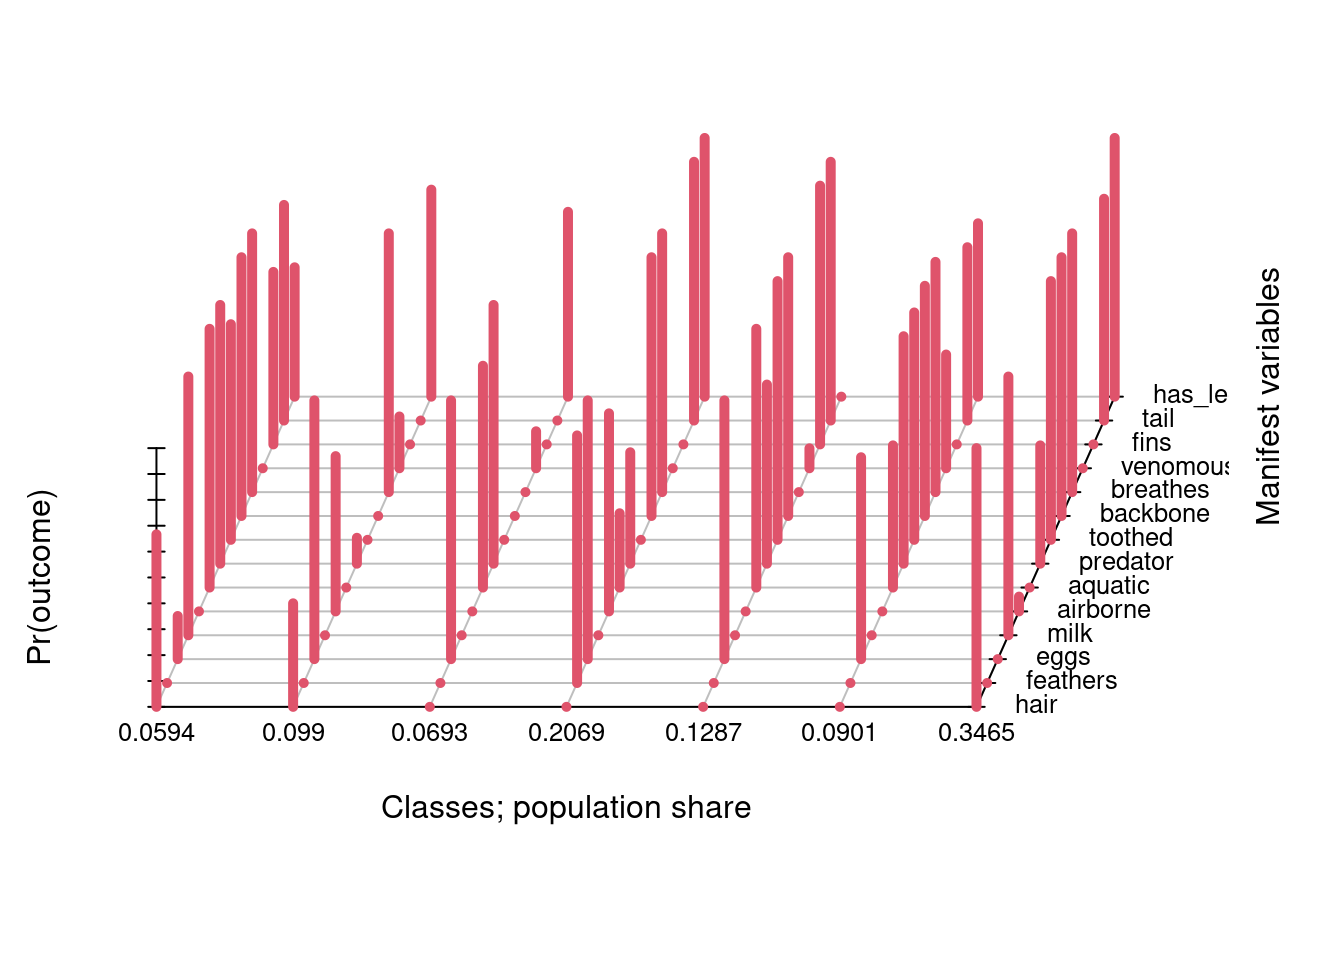 has_le
tail
fins
venomous
breathes
backbone
toothed
predator
aquatic
airborne
milk
eggs
feathers
hair
Manifest variables
Pr(outcome)
0.0594 0.099 0.0693 0.2069 0.1287 0.0901 0.3465
Classes; population share